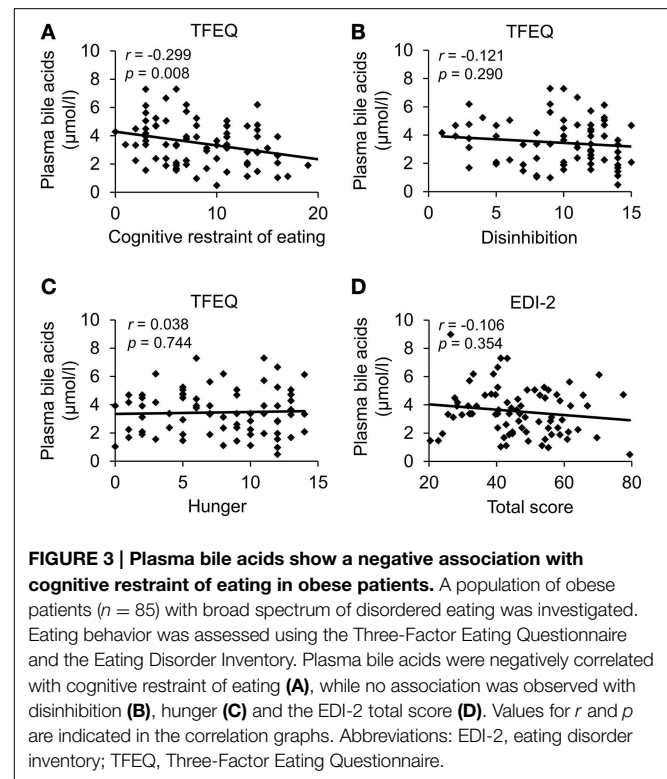 A
TFEQ
r = -0.299
p = 0.008
Plasma bile acids
(µmol/l)
10
8
6
4
2
0
0
10
20
Cognitive restraint of eating
B
TFEQ
r = -0.121
p = 0.290
Plasma bile acids
(µmol/l)
10
8
6
4
2
0
0
5
10
15
Disinhibition
C
TFEQ
r = 0.038
p = 0.744
Plasma bile acids
(µmol/l)
10
8
6
4
2
0
0
5
10
15
Hunger
D
EDI-2
r = -0.106
p = 0.354
Plasma bile acids
(µmol/l)
10
8
6
4
2
0
20
40
60
80
Total score
FIGURE 3 | Plasma bile acids show a negative association with
cognitive restraint of eating in obese patients. A population of obese
patients (n = 85) with broad spectrum of disordered eating was investigated.
Eating behavior was assessed using the Three-Factor Eating Questionnaire
and the Eating Disorder Inventory. Plasma bile acids were negatively correlated
with cognitive restraint of eating (A), while no association was observed with
disinhibition (B), hunger (C) and the EDI-2 total score (D). Values for r and p
are indicated in the correlation graphs. Abbreviations: EDI-2, eating disorder
inventory; TFEQ, Three-Factor Eating Questionnaire.